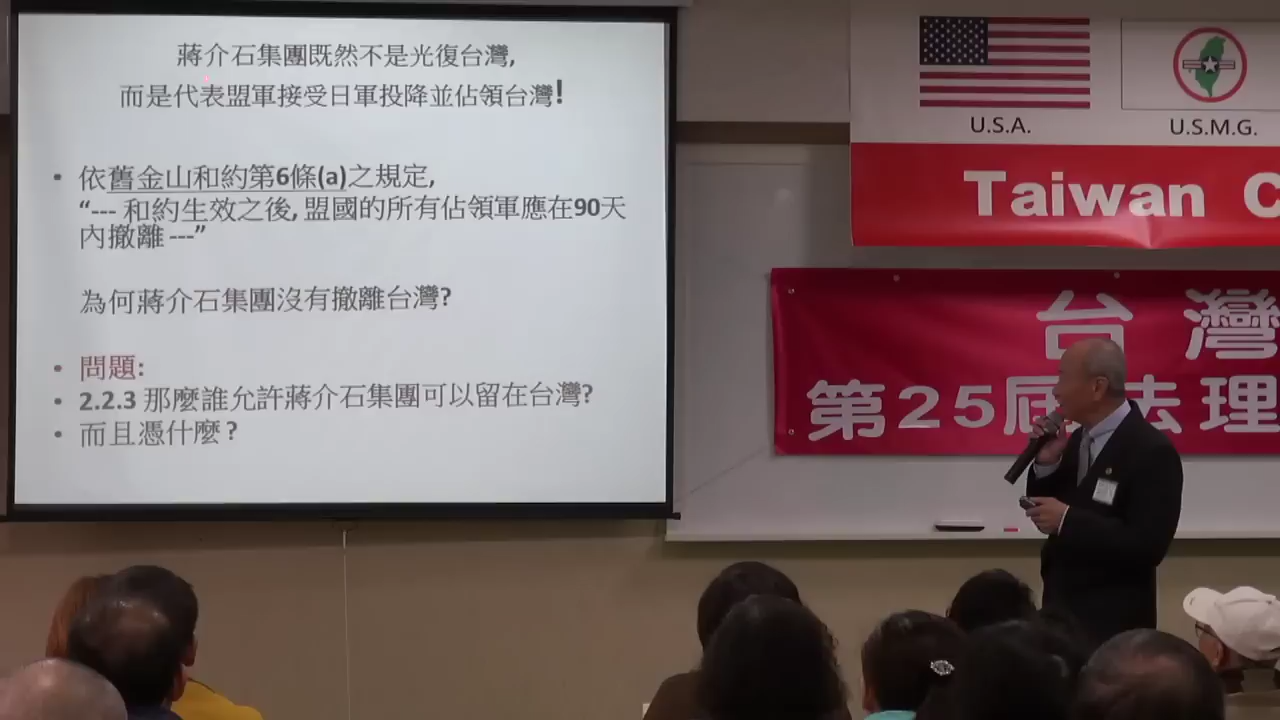 蔣介石集團既然不是光復台灣,
而是代表盟軍接受日軍投降並佔領台灣!
• 依舊金山和約第6條(a)之規定,
“--- 和約生效之後, 盟國的所有佔領軍應在90天
內撤離 ---”
為何蔣介石集團沒有撤離台灣?
• 問題:
• 2.2.3 那麼誰允許蔣介石集團可以留在台灣?
• 而且憑什麼?
U.S.A.
U.S.M.G.
Taiwan C
台灣
第25屆法理